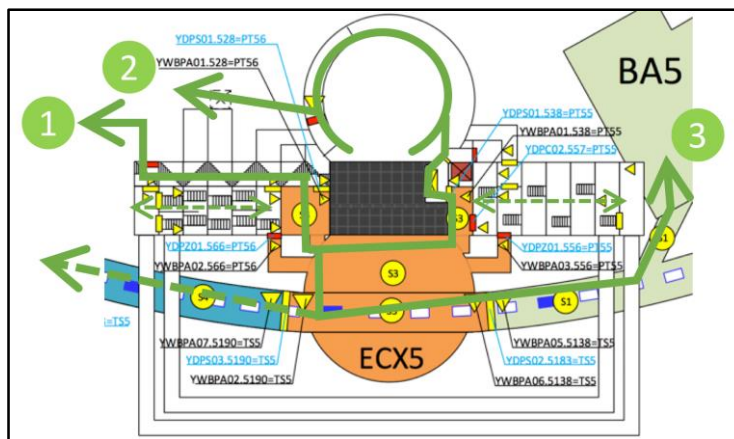 YDPS01.528=PT56
YWBPA01.528=PT56
2
1
BA5
YDPS01.538=PT55
YWBPA01.538=PT55
YDPC02.557=PT55
3
S3
S1
YDPZ01.566=PT56
YWBPA02.566=PT56
YDPZ01.556=PT55
YWBPA03.556=PT55
S3
S1
ECX5
YWBPA07.5190=TS5
YDPS03.5190=TS5
YWBPA02.5190=TS5
YWBPA05.5138=TS5
YDPS02.5183=TS5
YWBPA06.5138=TS5
=TS5